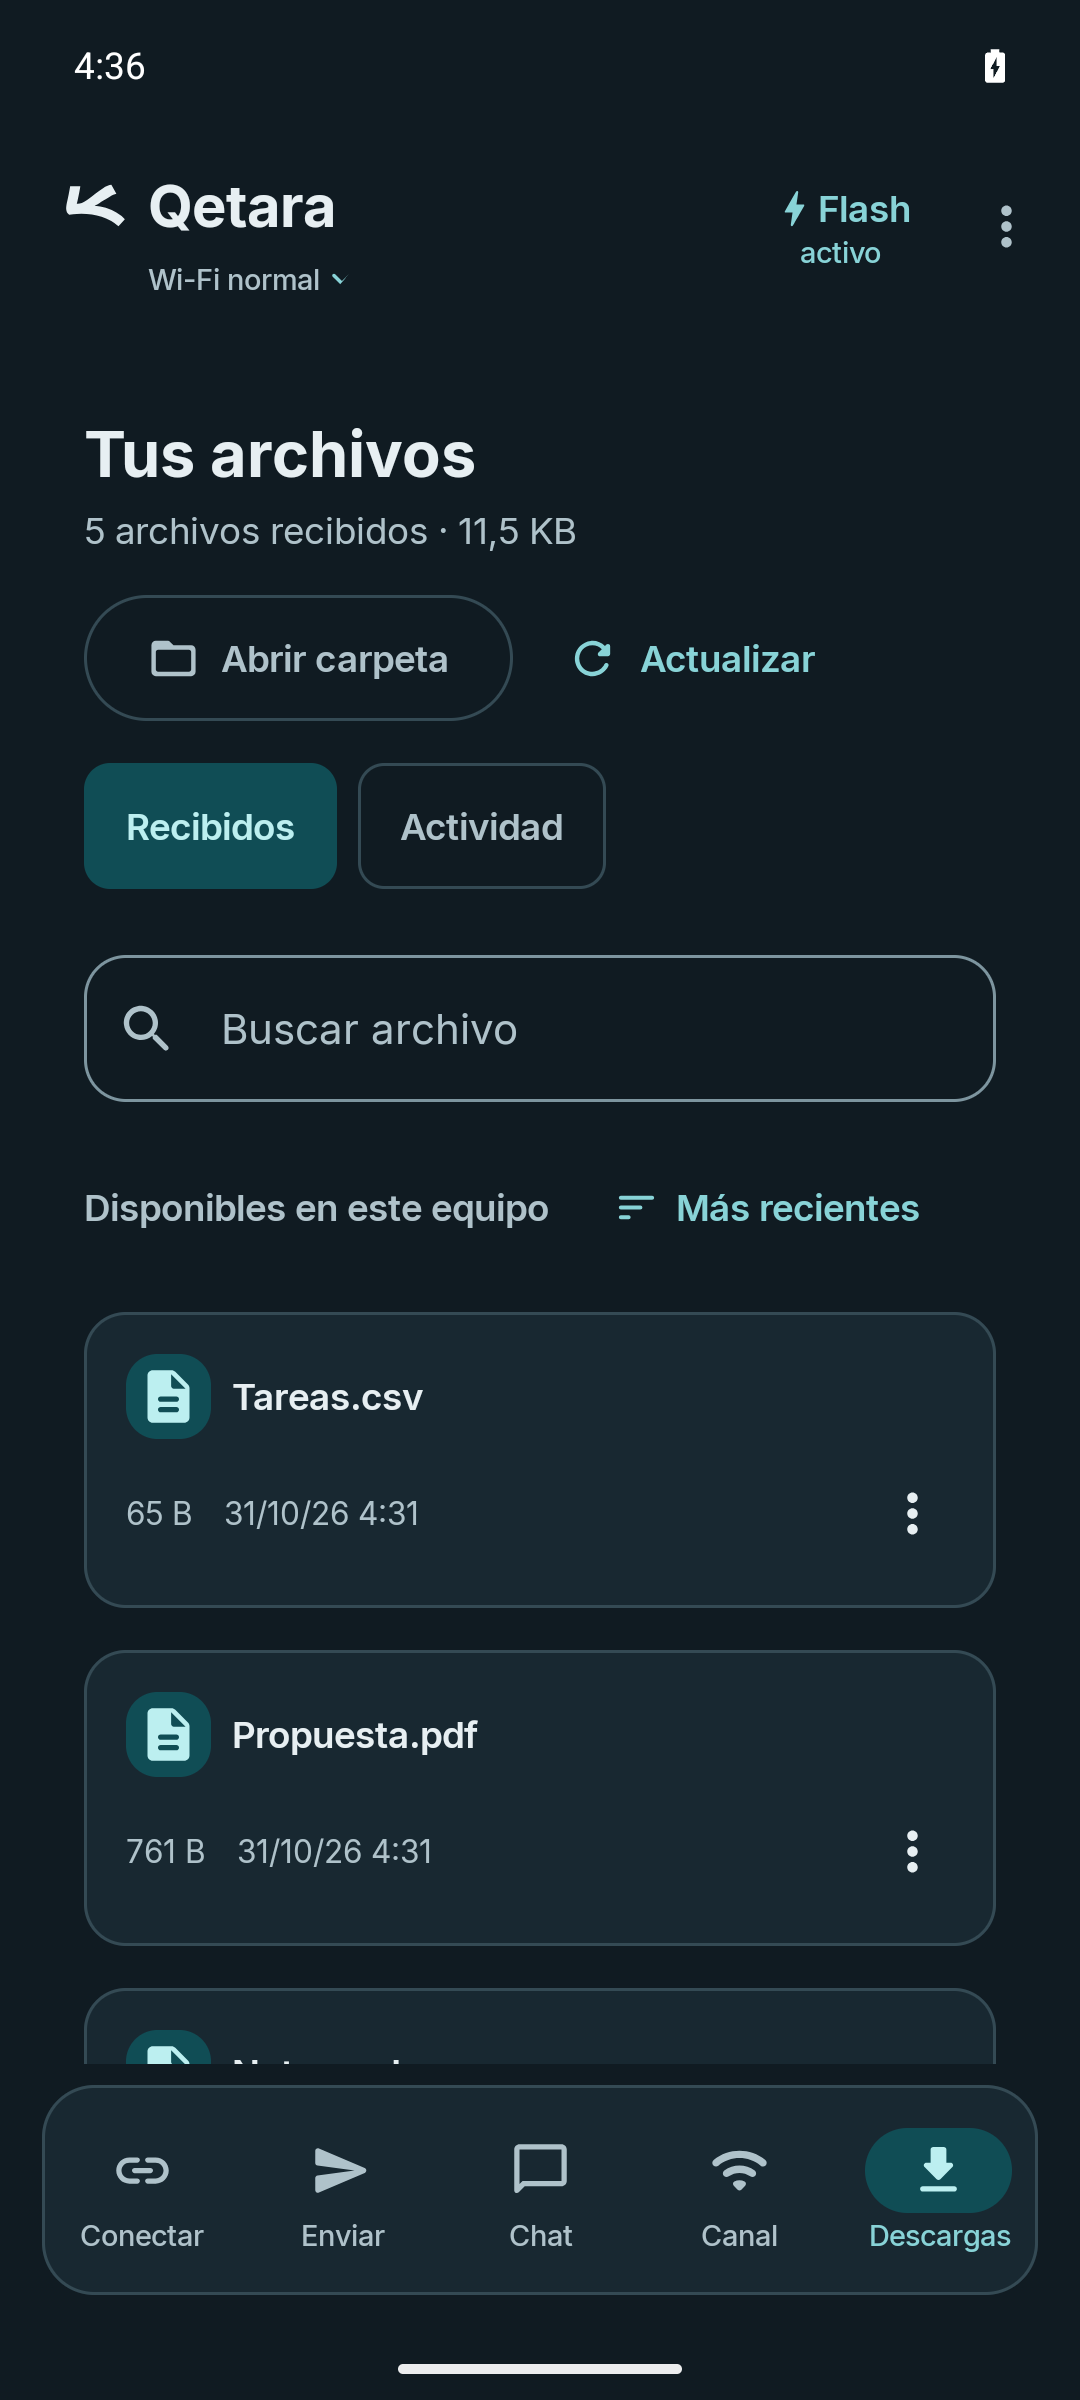 4:36
Qetara
Wi-Fi normal
Flash
activo
Tus archivos
5 archivos recibidos · 11,5 KB
Abrir carpeta
Actualizar
Recibidos
Actividad
Buscar archivo
Disponibles en este equipo
Más recientes
Tareas.csv
65 B 31/10/26 4:31
Propuesta.pdf
761 B 31/10/26 4:31
Conectar
Enviar
Chat
Canal
Descargas